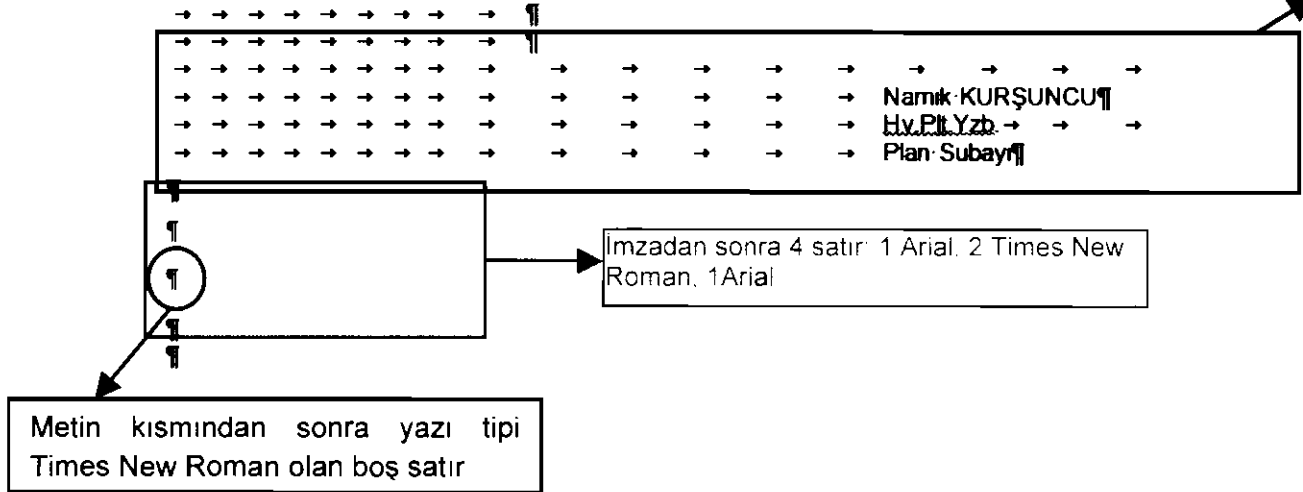 Namık KURŞUNCU¶
Hv.Plt.Yzb.
Plan Subayı¶
İmzadan sonra 4 satır: 1 Arial, 2 Times New
Roman, 1Arial
Metin kısmından sonra yazı tipi
Times New Roman olan boş satır